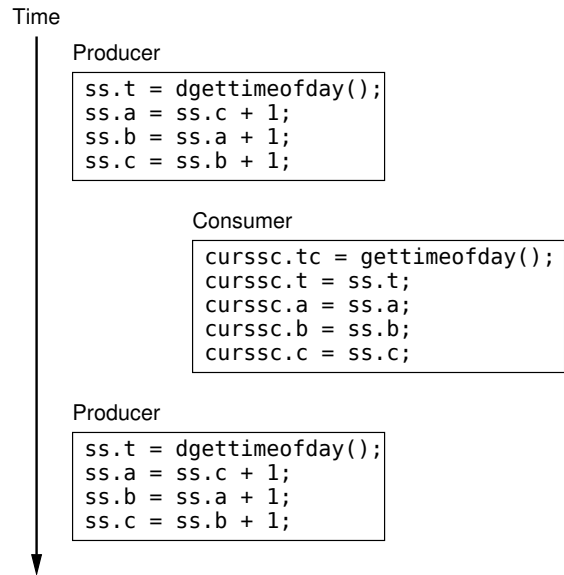 Time
Producer
ss.t = dgettimeofday();
ss.a = ss.c + 1;
ss.b = ss.a + 1;
ss.c = ss.b + 1;
Consumer
curssc.tc = gettimeofday();
curssc.t = ss.t;
curssc.a = ss.a;
curssc.b = ss.b;
curssc.c = ss.c;
Producer
ss.t = dgettimeofday();
ss.a = ss.c + 1;
ss.b = ss.a + 1;
ss.c = ss.b + 1;